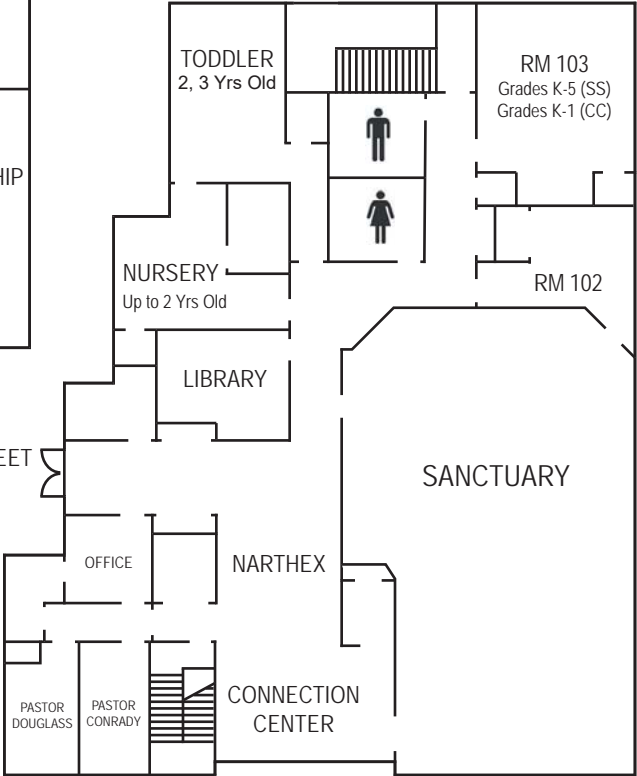 TODDLER
2, 3 Yrs Old
RM 103
Grades K-5 (SS)
Grades K-1 (CC)
HIP
NURSERY
Up to 2 Yrs Old
RM 102
LIBRARY
EET
SANCTUARY
OFFICE
NARTHEX
PASTOR
DOUGLASS
PASTOR
CONRADY
CONNECTION
CENTER